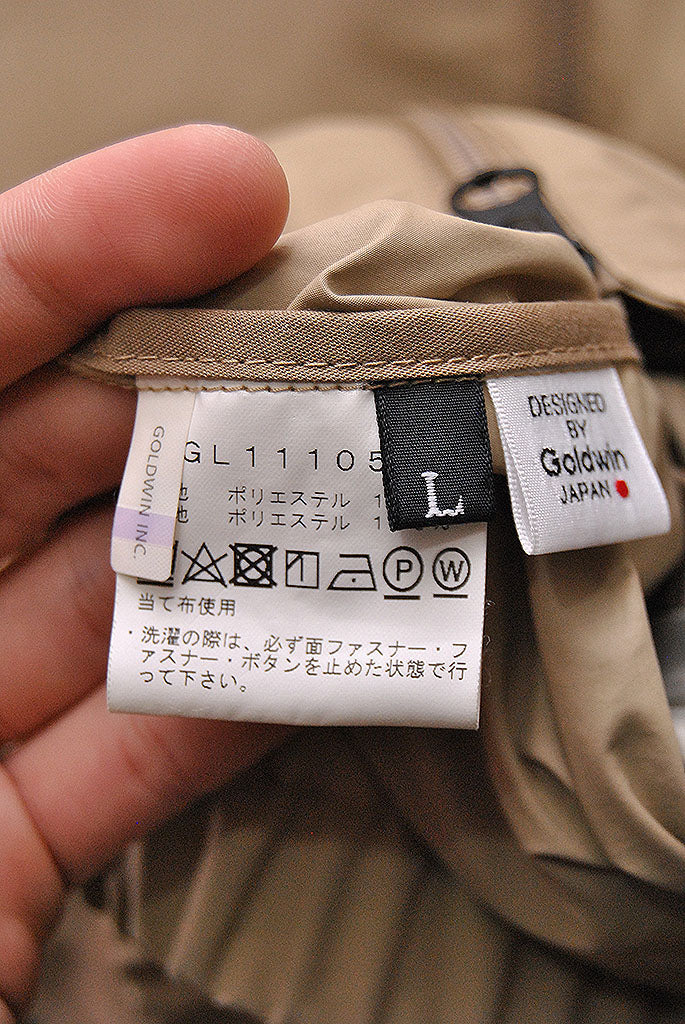 GOLDWIN INC.
GL11105
ポリエステル
ポリエステル
L
DESIGNED
BY
Goldwin
JAPAN
P
W
当て布使用
・洗濯の際は、必ず面ファスナー・フ
ァスナー・ボタンを止めた状態で行
って下さい。